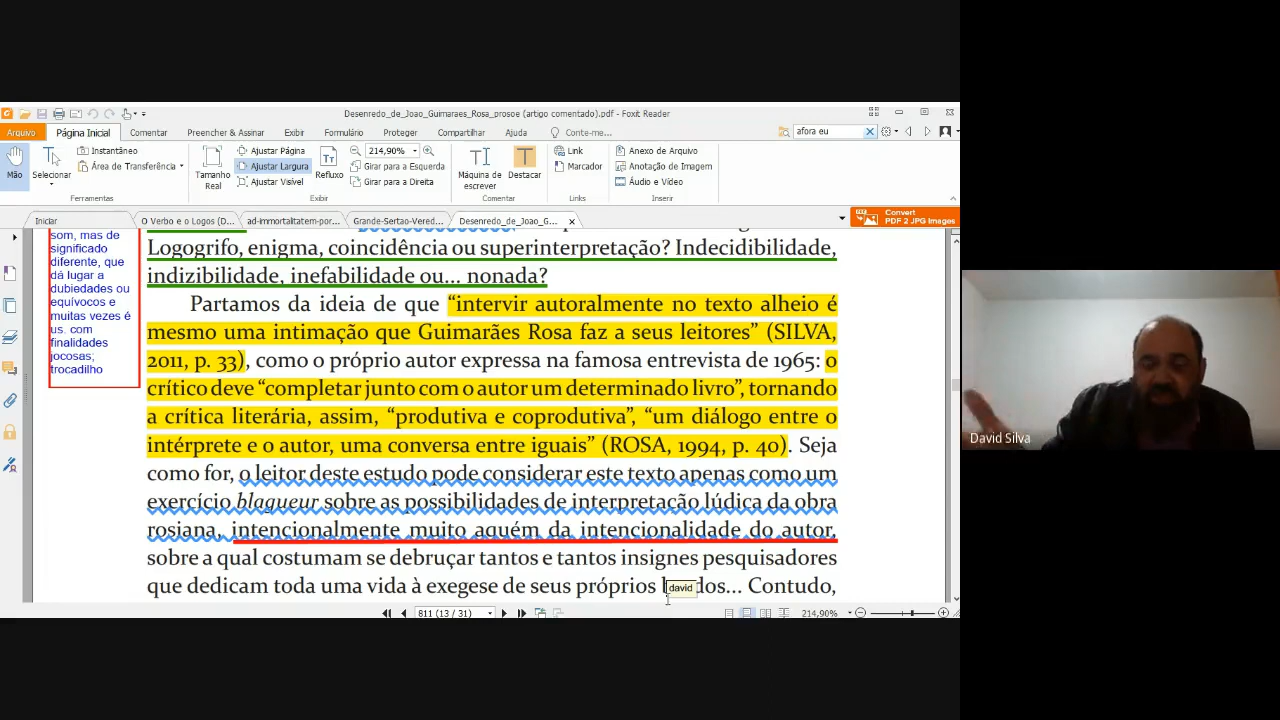 Desenredo_de_Joao_Guimaraes_Rosa_prosoe (artigo comentado).pdf - Foxit Reader
Arquivo Página Inicial Comentar Preencher & Assinar Exibir Formulário Proteger Compartilhar Ajuda Conte-me... afora eu
Mão
Selecionar
Instantâneo
Área de Transferência
Ferramentas
Tamanho Real
Ajustar Página
Ajustar Largura
Ajustar Visível
Refluxo
214,90%
Girar para a Esquerda
Girar para a Direita
Exibir
Máquina de escrever
Destacar
Comentar
Link
Marcador
Links
Anexo de Arquivo
Anotação de Imagem
Áudio e Vídeo
Inserir
Iniciar O Verbo e o Logos (D... ad-immortalitatem-por... Grande-Sertao-Vered... Desenredo_de_Joao_G...
Convert
PDF 2 JPG Images
som, mas de
significado
diferente, que
dá lugar a
dubiedades ou
equívocos e
muitas vezes é
us. com
finalidades
jocosas;
trocadilho
Logogrifo, enigma, coincidência ou superinterpretação? Indecidibilidade,
indizibilidade, inefabilidade ou... nonada?
Partamos da ideia de que “intervir autoralmente no texto alheio é
mesmo uma intimação que Guimarães Rosa faz a seus leitores” (SILVA,
2011, p. 33), como o próprio autor expressa na famosa entrevista de 1965: o
crítico deve “completar junto com o autor um determinado livro”, tornando
a crítica literária, assim, “produtiva e coprodutiva”, “um diálogo entre o
intérprete e o autor, uma conversa entre iguais” (ROSA, 1994, p. 40). Seja
como for, o leitor deste estudo pode considerar este texto apenas como um
exercício blagueur sobre as possibilidades de interpretação lúdica da obra
rosiana, intencionalmente muito aquém da intencionalidade do autor,
sobre a qual costumam se debruçar tantos e tantos insignes pesquisadores
que dedicam toda uma vida à exegese de seus próprios Contudo,
david
811 (13 / 31)
214,90%
David Silva